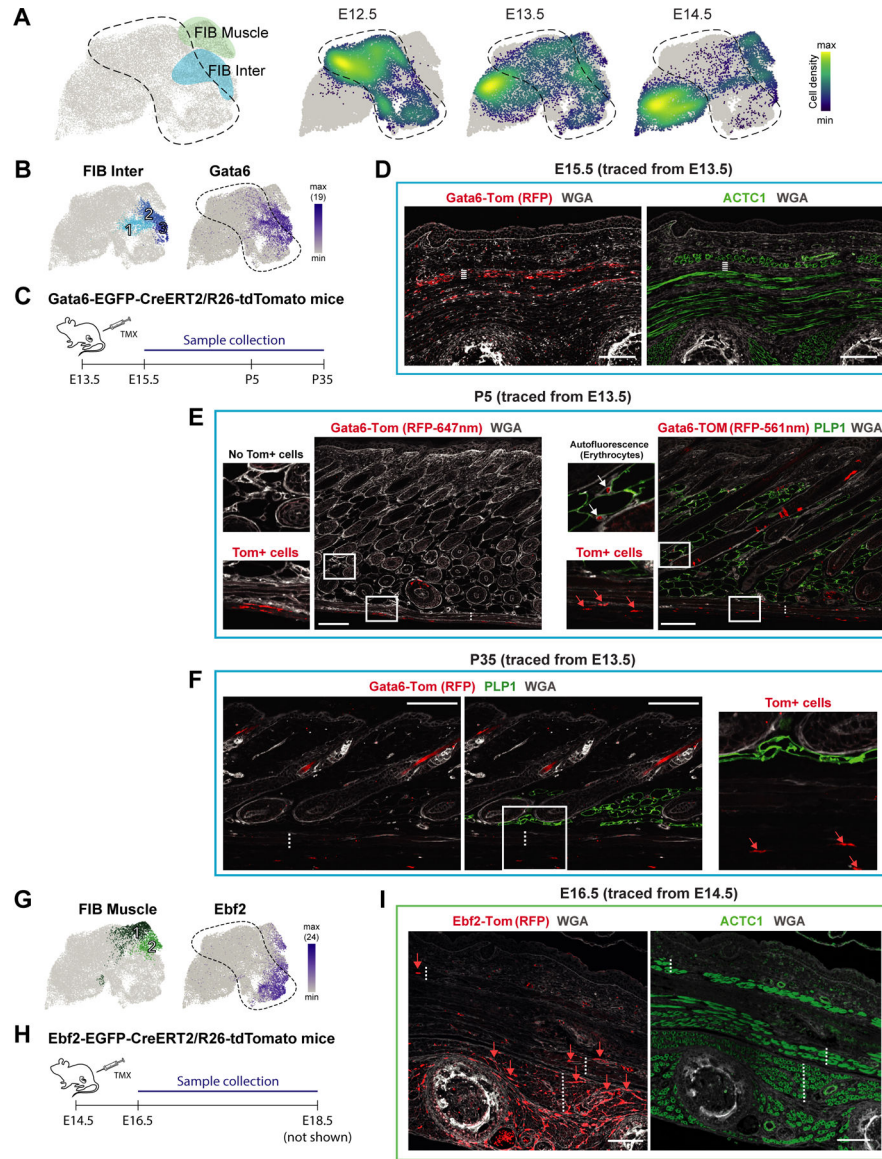 A
FIB Muscle
FIB Inter
E12.5
E13.5
E14.5
max
Cell density
min
B
FIB Inter
1
2
3
Gata6
max
(19)
min
C
Gata6-EGFP-CreERT2/R26-tdTomato mice
TMX
Sample collection
E13.5
E15.5
P5
P35
D
E15.5 (traced from E13.5)
Gata6-Tom (RFP) WGA
ACTC1 WGA
E
P5 (traced from E13.5)
No Tom+ cells
Tom+ cells
Gata6-Tom (RFP-647nm) WGA
Autofluorescence
(Erythrocytes)
Tom+ cells
Gata6-TOM (RFP-561nm) PLP1 WGA
F
P35 (traced from E13.5)
Gata6-Tom (RFP) PLP1 WGA
Tom+ cells
G
FIB Muscle
1
2
Ebf2
max
(24)
min
H
Ebf2-EGFP-CreERT2/R26-tdTomato mice
TMX
Sample collection
E14.5
E16.5
E18.5
(not shown)
I
E16.5 (traced from E14.5)
Ebf2-Tom (RFP) WGA
ACTC1 WGA